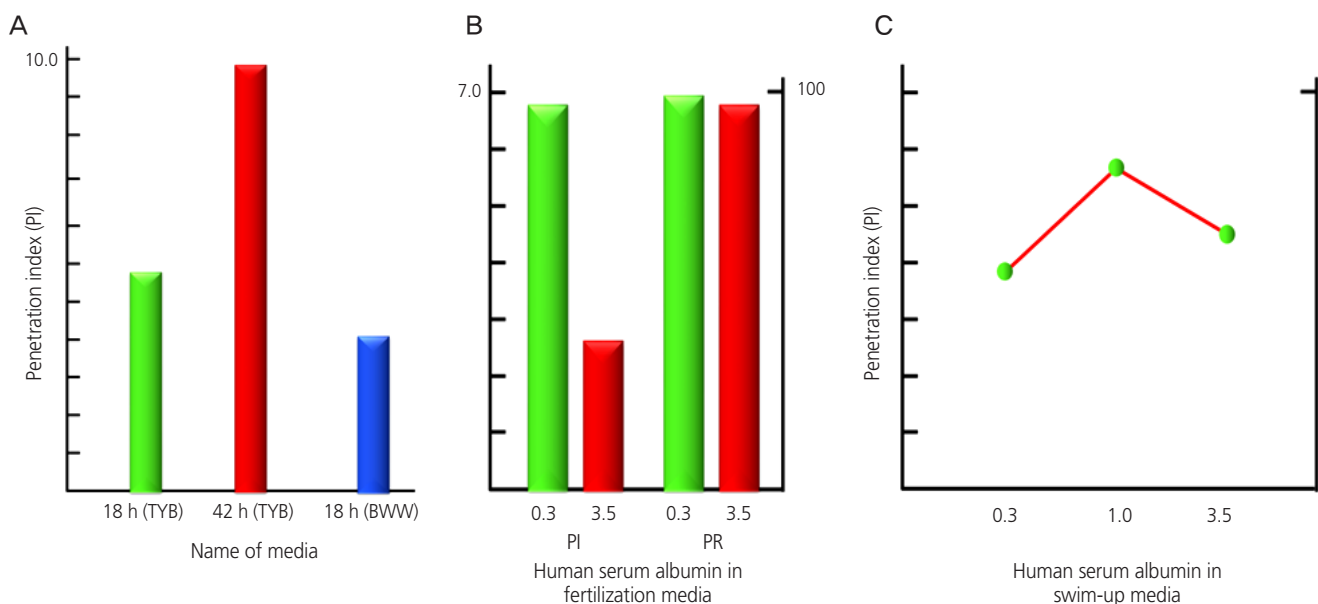 A
10.0
Penetration index (PI)
18 h (TYB) 42 h (TYB) 18 h (BWW)
Name of media
B
7.0
100
0.3 3.5 0.3 3.5
PI PR
Human serum albumin in
fertilization media
C
Penetration index (PI)
0.3 1.0 3.5
Human serum albumin in
swim-up media